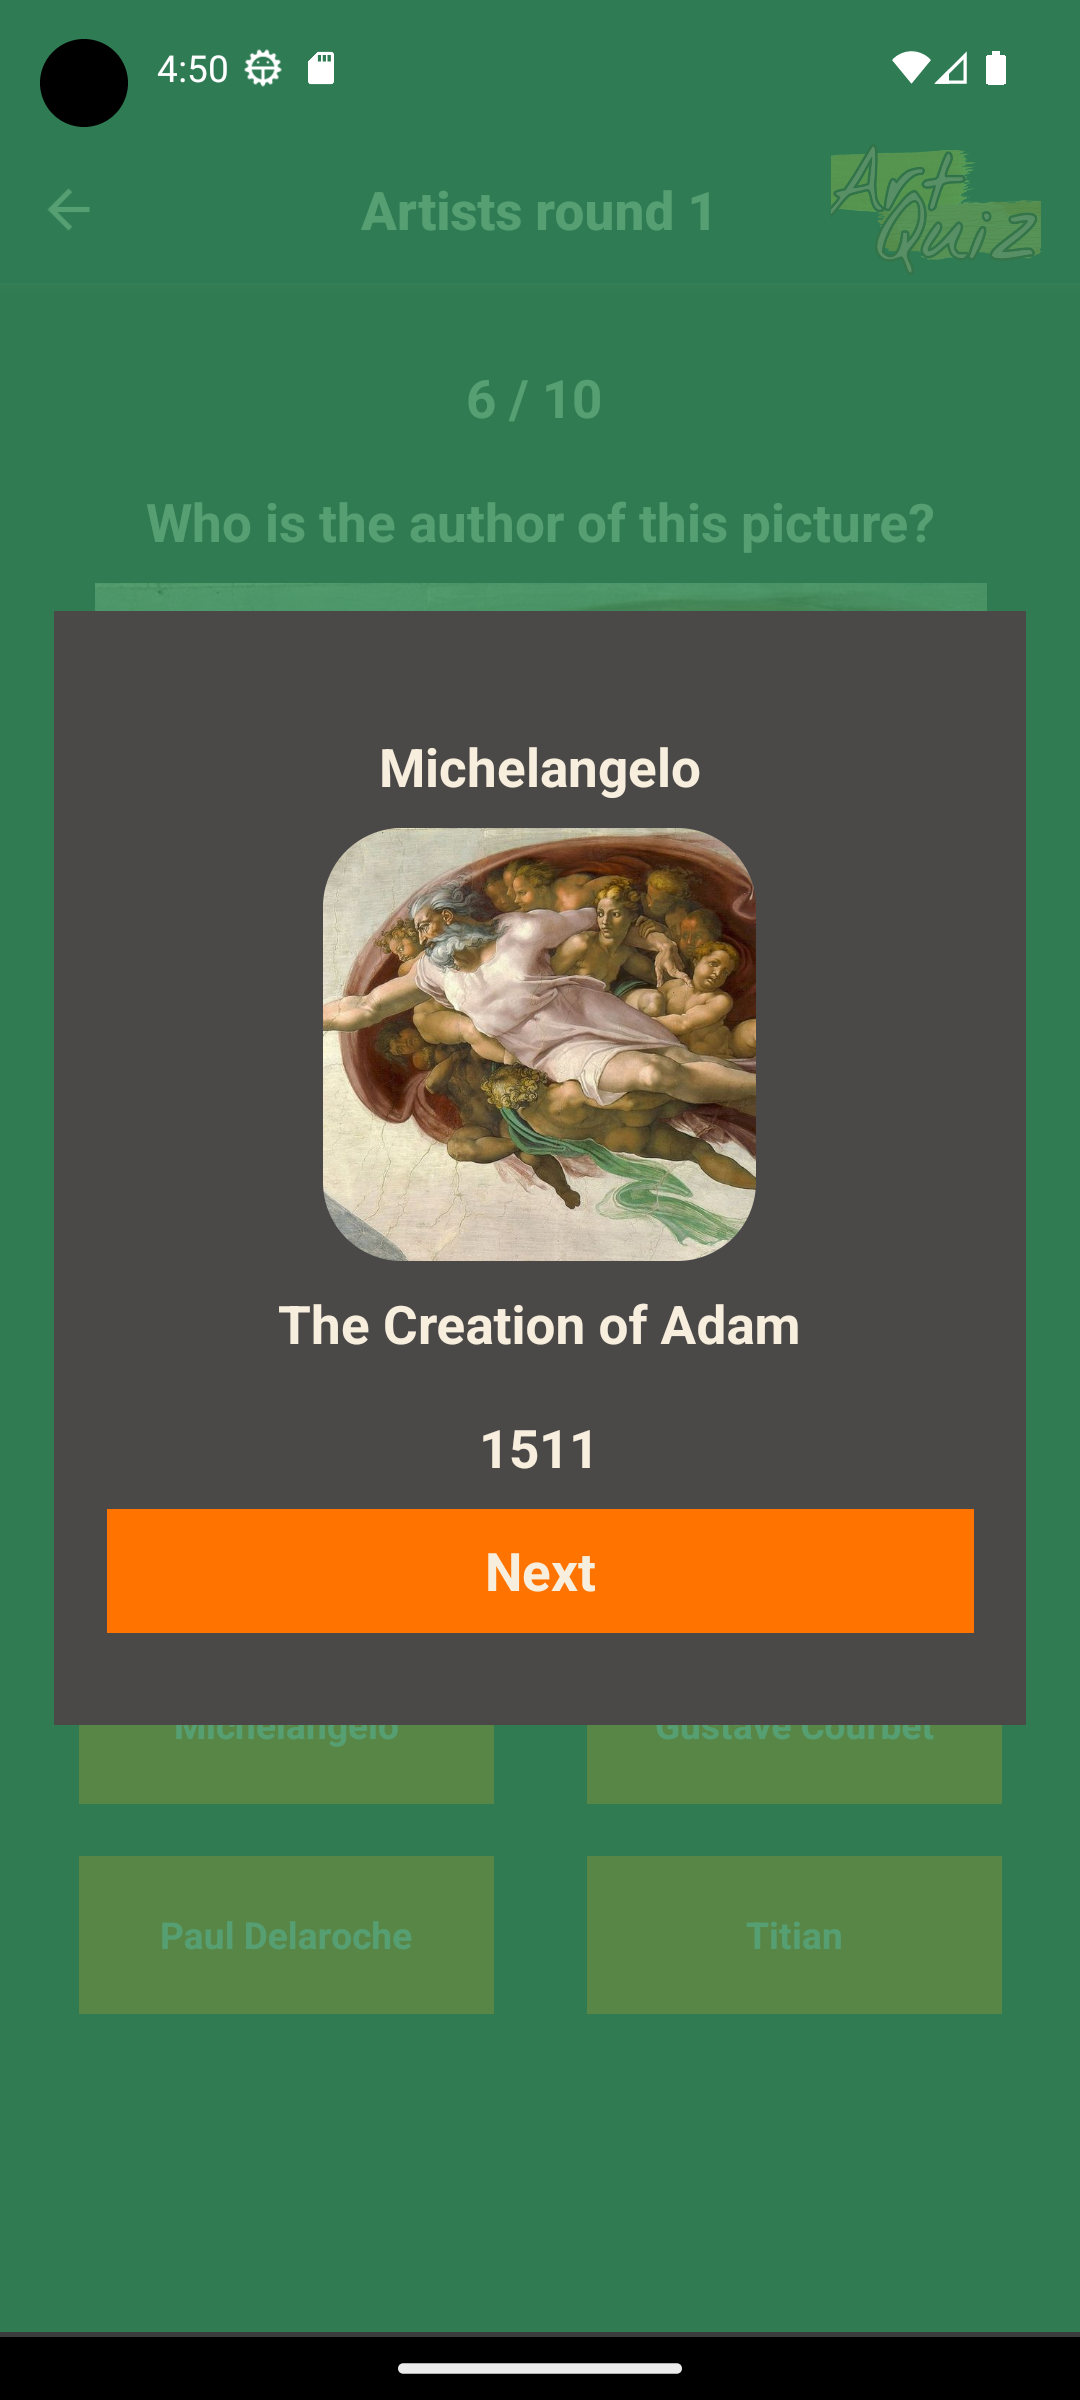 4:50
Artists round 1
Art
Quiz
6 / 10
Who is the author of this picture?
Michelangelo
The Creation of Adam
1511
Next
Michelangelo
Gustave Courbet
Paul Delaroche
Titian